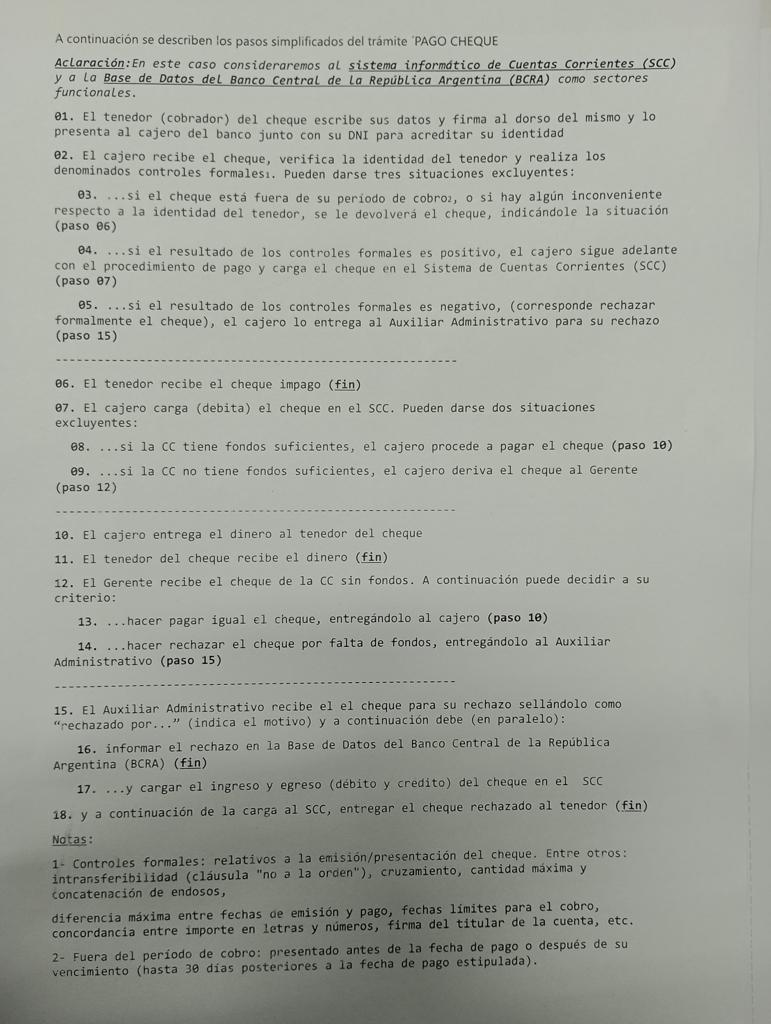 A continuación se describen los pasos simplificados del trámite ¨PAGO CHEQUE
Aclaración:En este caso consideraremos al sistema informático de Cuentas Corrientes (SCC)
y a la Base de Datos del Banco Central de la República Argentina (BCRA) como sectores
funcionales.
01. El tenedor (cobrador) del cheque escribe sus datos y firma al dorso del mismo y lo
presenta al cajero del banco junto con su DNI para acreditar su identidad
02. El cajero recibe el cheque, verifica la identidad del tenedor y realiza los
denominados controles formales₁. Pueden darse tres situaciones excluyentes:
03. ...si el cheque está fuera de su período de cobro₂, o si hay algún inconveniente
respecto a la identidad del tenedor, se le devolverá el cheque, indicándole la situación
(paso 06)
04. ...si el resultado de los controles formales es positivo, el cajero sigue adelante
con el procedimiento de pago y carga el cheque en el Sistema de Cuentas Corrientes (SCC)
(paso 07)
05. ...si el resultado de los controles formales es negativo, (corresponde rechazar
formalmente el cheque), el cajero lo entrega al Auxiliar Administrativo para su rechazo
(paso 15)
-----------------------------------------------------
06. El tenedor recibe el cheque impago (fin)
07. El cajero carga (debita) el cheque en el SCC. Pueden darse dos situaciones
excluyentes:
08. ...si la CC tiene fondos suficientes, el cajero procede a pagar el cheque (paso 10)
09. ...si la CC no tiene fondos suficientes, el cajero deriva el cheque al Gerente
(paso 12)
-----------------------------------------------------
10. El cajero entrega el dinero al tenedor del cheque
11. El tenedor del cheque recibe el dinero (fin)
12. El Gerente recibe el cheque de la CC sin fondos. A continuación puede decidir a su
criterio:
13. ...hacer pagar igual el cheque, entregándolo al cajero (paso 10)
14. ...hacer rechazar el cheque por falta de fondos, entregándolo al Auxiliar
Administrativo (paso 15)
-----------------------------------------------------
15. El Auxiliar Administrativo recibe el el cheque para su rechazo sellándolo como
“rechazado por...” (indica el motivo) y a continuación debe (en paralelo):
16. informar el rechazo en la Base de Datos del Banco Central de la República
Argentina (BCRA) (fin)
17. ...y cargar el ingreso y egreso (débito y crédito) del cheque en el SCC
18. y a continuación de la carga al SCC, entregar el cheque rechazado al tenedor (fin)
Notas:
1- Controles formales: relativos a la emisión/presentación del cheque. Entre otros:
intransferibilidad (cláusula "no a la orden"), cruzamiento, cantidad máxima y
concatenación de endosos,
diferencia máxima entre fechas de emisión y pago, fechas límites para el cobro,
concordancia entre importe en letras y números, firma del titular de la cuenta, etc.
2- Fuera del período de cobro: presentado antes de la fecha de pago o después de su
vencimiento (hasta 30 días posteriores a la fecha de pago estipulada).